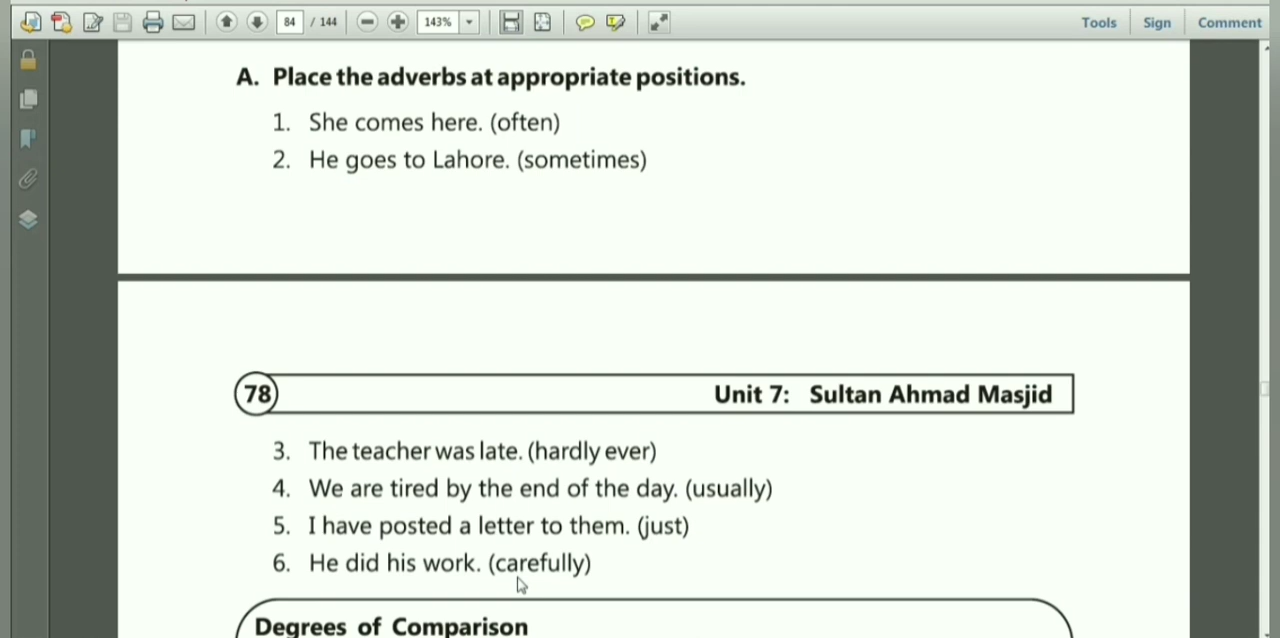 84 / 144 143% Tools Sign Comment
A. Place the adverbs at appropriate positions.
1. She comes here. (often)
2. He goes to Lahore. (sometimes)
78 Unit 7: Sultan Ahmad Masjid
3. The teacher was late. (hardly ever)
4. We are tired by the end of the day. (usually)
5. I have posted a letter to them. (just)
6. He did his work. (carefully)
Degrees of Comparison